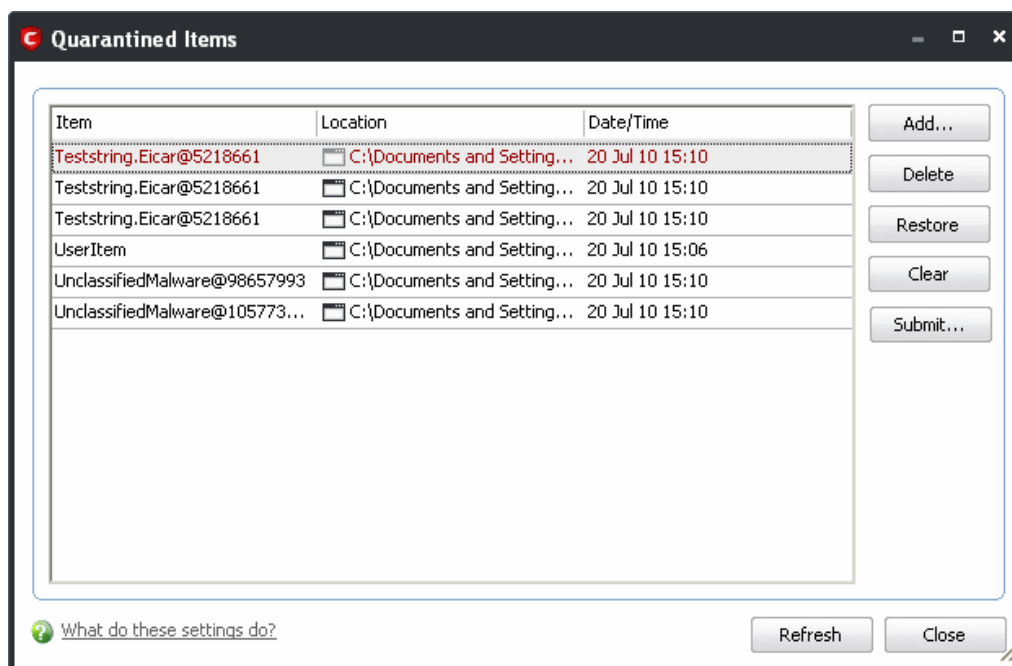 Quarantined Items
Item Location Date/Time
Teststring.Eicar@5218661 C:\Documents and Setting... 20 Jul 10 15:10
Teststring.Eicar@5218661 C:\Documents and Setting... 20 Jul 10 15:10
Teststring.Eicar@5218661 C:\Documents and Setting... 20 Jul 10 15:10
UserItem C:\Documents and Setting... 20 Jul 10 15:06
UnclassifiedMalware@98657993 C:\Documents and Setting... 20 Jul 10 15:10
UnclassifiedMalware@105773... C:\Documents and Setting... 20 Jul 10 15:10
Add...
Delete
Restore
Clear
Submit...
What do these settings do?
Refresh Close